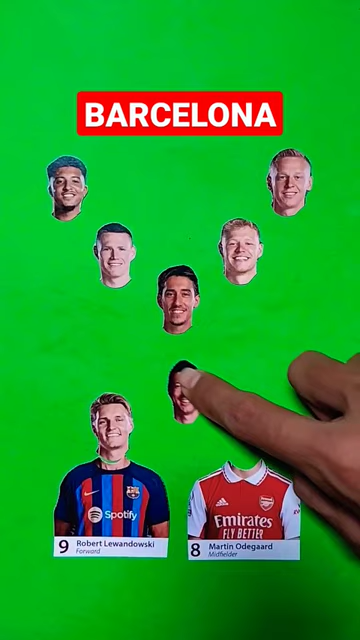 BARCELONA
Spotify
9 Robert Lewandowski
Forward
Emirates
FLY BETTER
8 Martin Odegaard
Midfielder